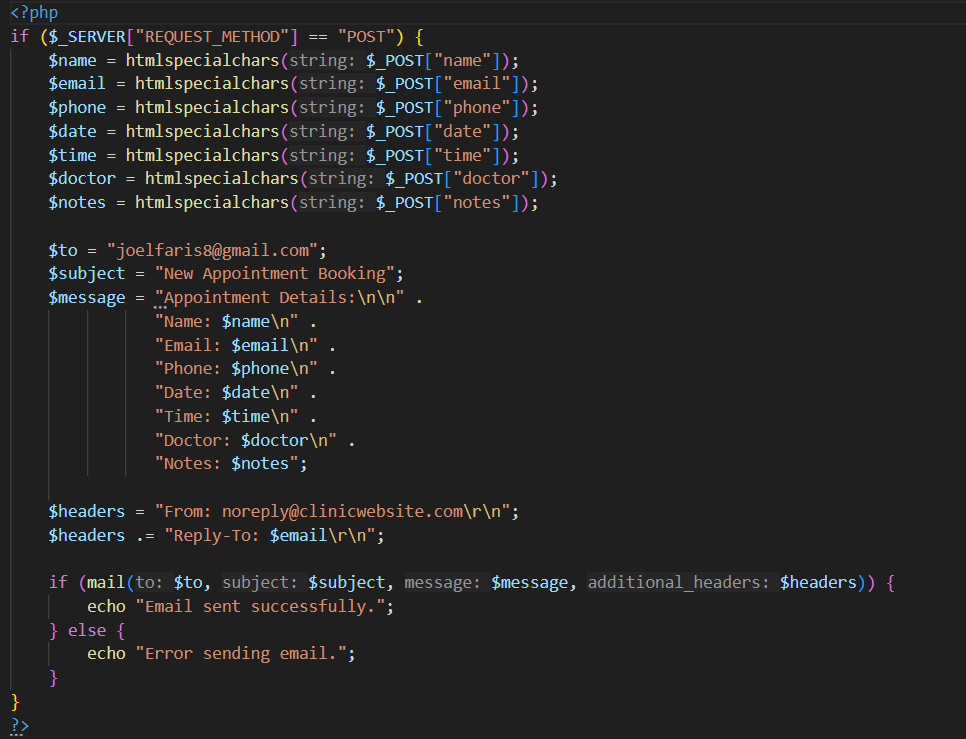 <?php
if ($_SERVER["REQUEST_METHOD"] == "POST") {
    $name = htmlspecialchars(string: $_POST["name"]);
    $email = htmlspecialchars(string: $_POST["email"]);
    $phone = htmlspecialchars(string: $_POST["phone"]);
    $date = htmlspecialchars(string: $_POST["date"]);
    $time = htmlspecialchars(string: $_POST["time"]);
    $doctor = htmlspecialchars(string: $_POST["doctor"]);
    $notes = htmlspecialchars(string: $_POST["notes"]);

    $to = "joelfaris8@gmail.com";
    $subject = "New Appointment Booking";
    $message = "Appointment Details:\n\n" .
               "Name: $name\n" .
               "Email: $email\n" .
               "Phone: $phone\n" .
               "Date: $date\n" .
               "Time: $time\n" .
               "Doctor: $doctor\n" .
               "Notes: $notes";

    $headers = "From: noreply@clinicwebsite.com\r\n";
    $headers .= "Reply-To: $email\r\n";

    if (mail(to: $to, subject: $subject, message: $message, additional_headers: $headers)) {
        echo "Email sent successfully.";
    } else {
        echo "Error sending email.";
    }
}
?>